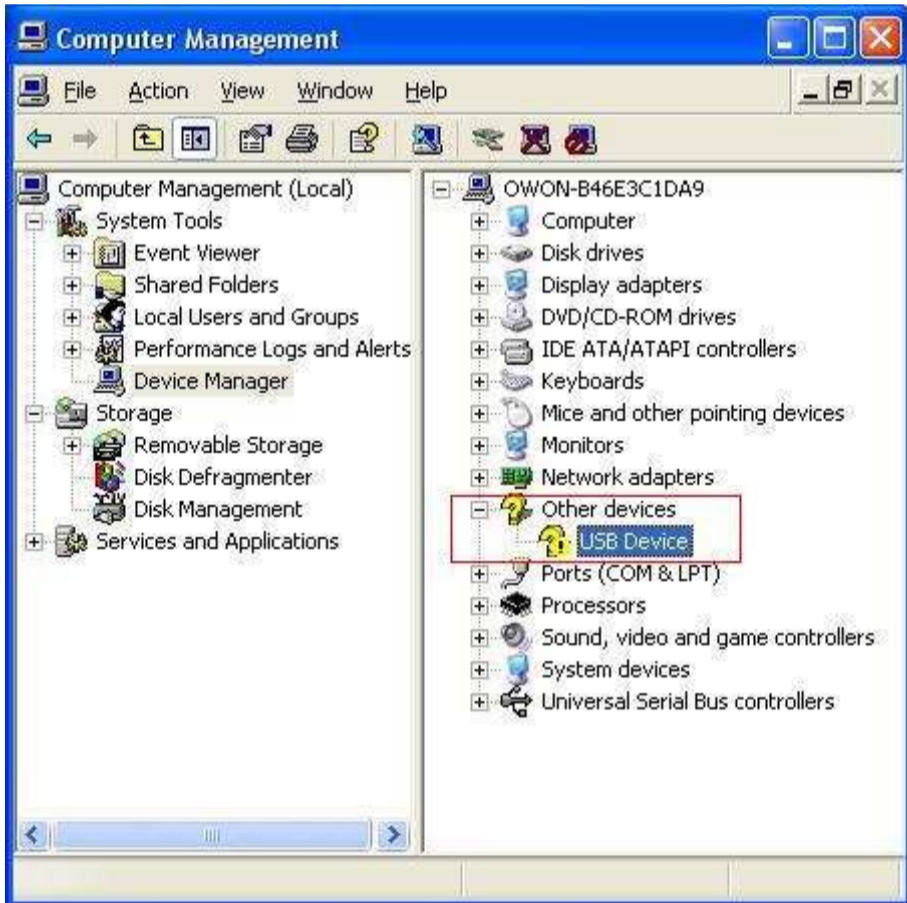 Computer Management
File Action View Window Help
Computer Management (Local)
System Tools
Event Viewer
Shared Folders
Local Users and Groups
Performance Logs and Alerts
Device Manager
Storage
Removable Storage
Disk Defragmenter
Disk Management
Services and Applications
OWON-B46E3C1DA9
Computer
Disk drives
Display adapters
DVD/CD-ROM drives
IDE ATA/ATAPI controllers
Keyboards
Mice and other pointing devices
Monitors
Network adapters
Other devices
USB Device
Ports (COM & LPT)
Processors
Sound, video and game controllers
System devices
Universal Serial Bus controllers